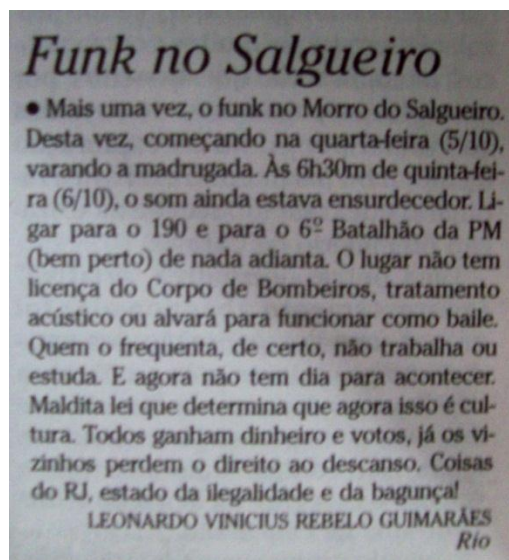 Funk no Salgueiro
● Mais uma vez, o funk no Morro do Salgueiro.
Desta vez, começando na quarta-feira (5/10),
varando a madrugada. Às 6h30m de quinta-fei-
ra (6/10), o som ainda estava ensurdecedor. Li-
gar para o 190 e para o 6º Batalhão da PM
(bem perto) de nada adianta. O lugar não tem
licença do Corpo de Bombeiros, tratamento
acústico ou alvará para funcionar como baile.
Quem o frequenta, de certo, não trabalha ou
estuda. E agora não tem dia para acontecer.
Maldita lei que determina que agora isso é cul-
tura. Todos ganham dinheiro e votos, já os vi-
zinhos perdem o direito ao descanso. Coisas
do RJ, estado da ilegalidade e da bagunça!
LEONARDO VINICIUS REBELO GUIMARÃES
Rio